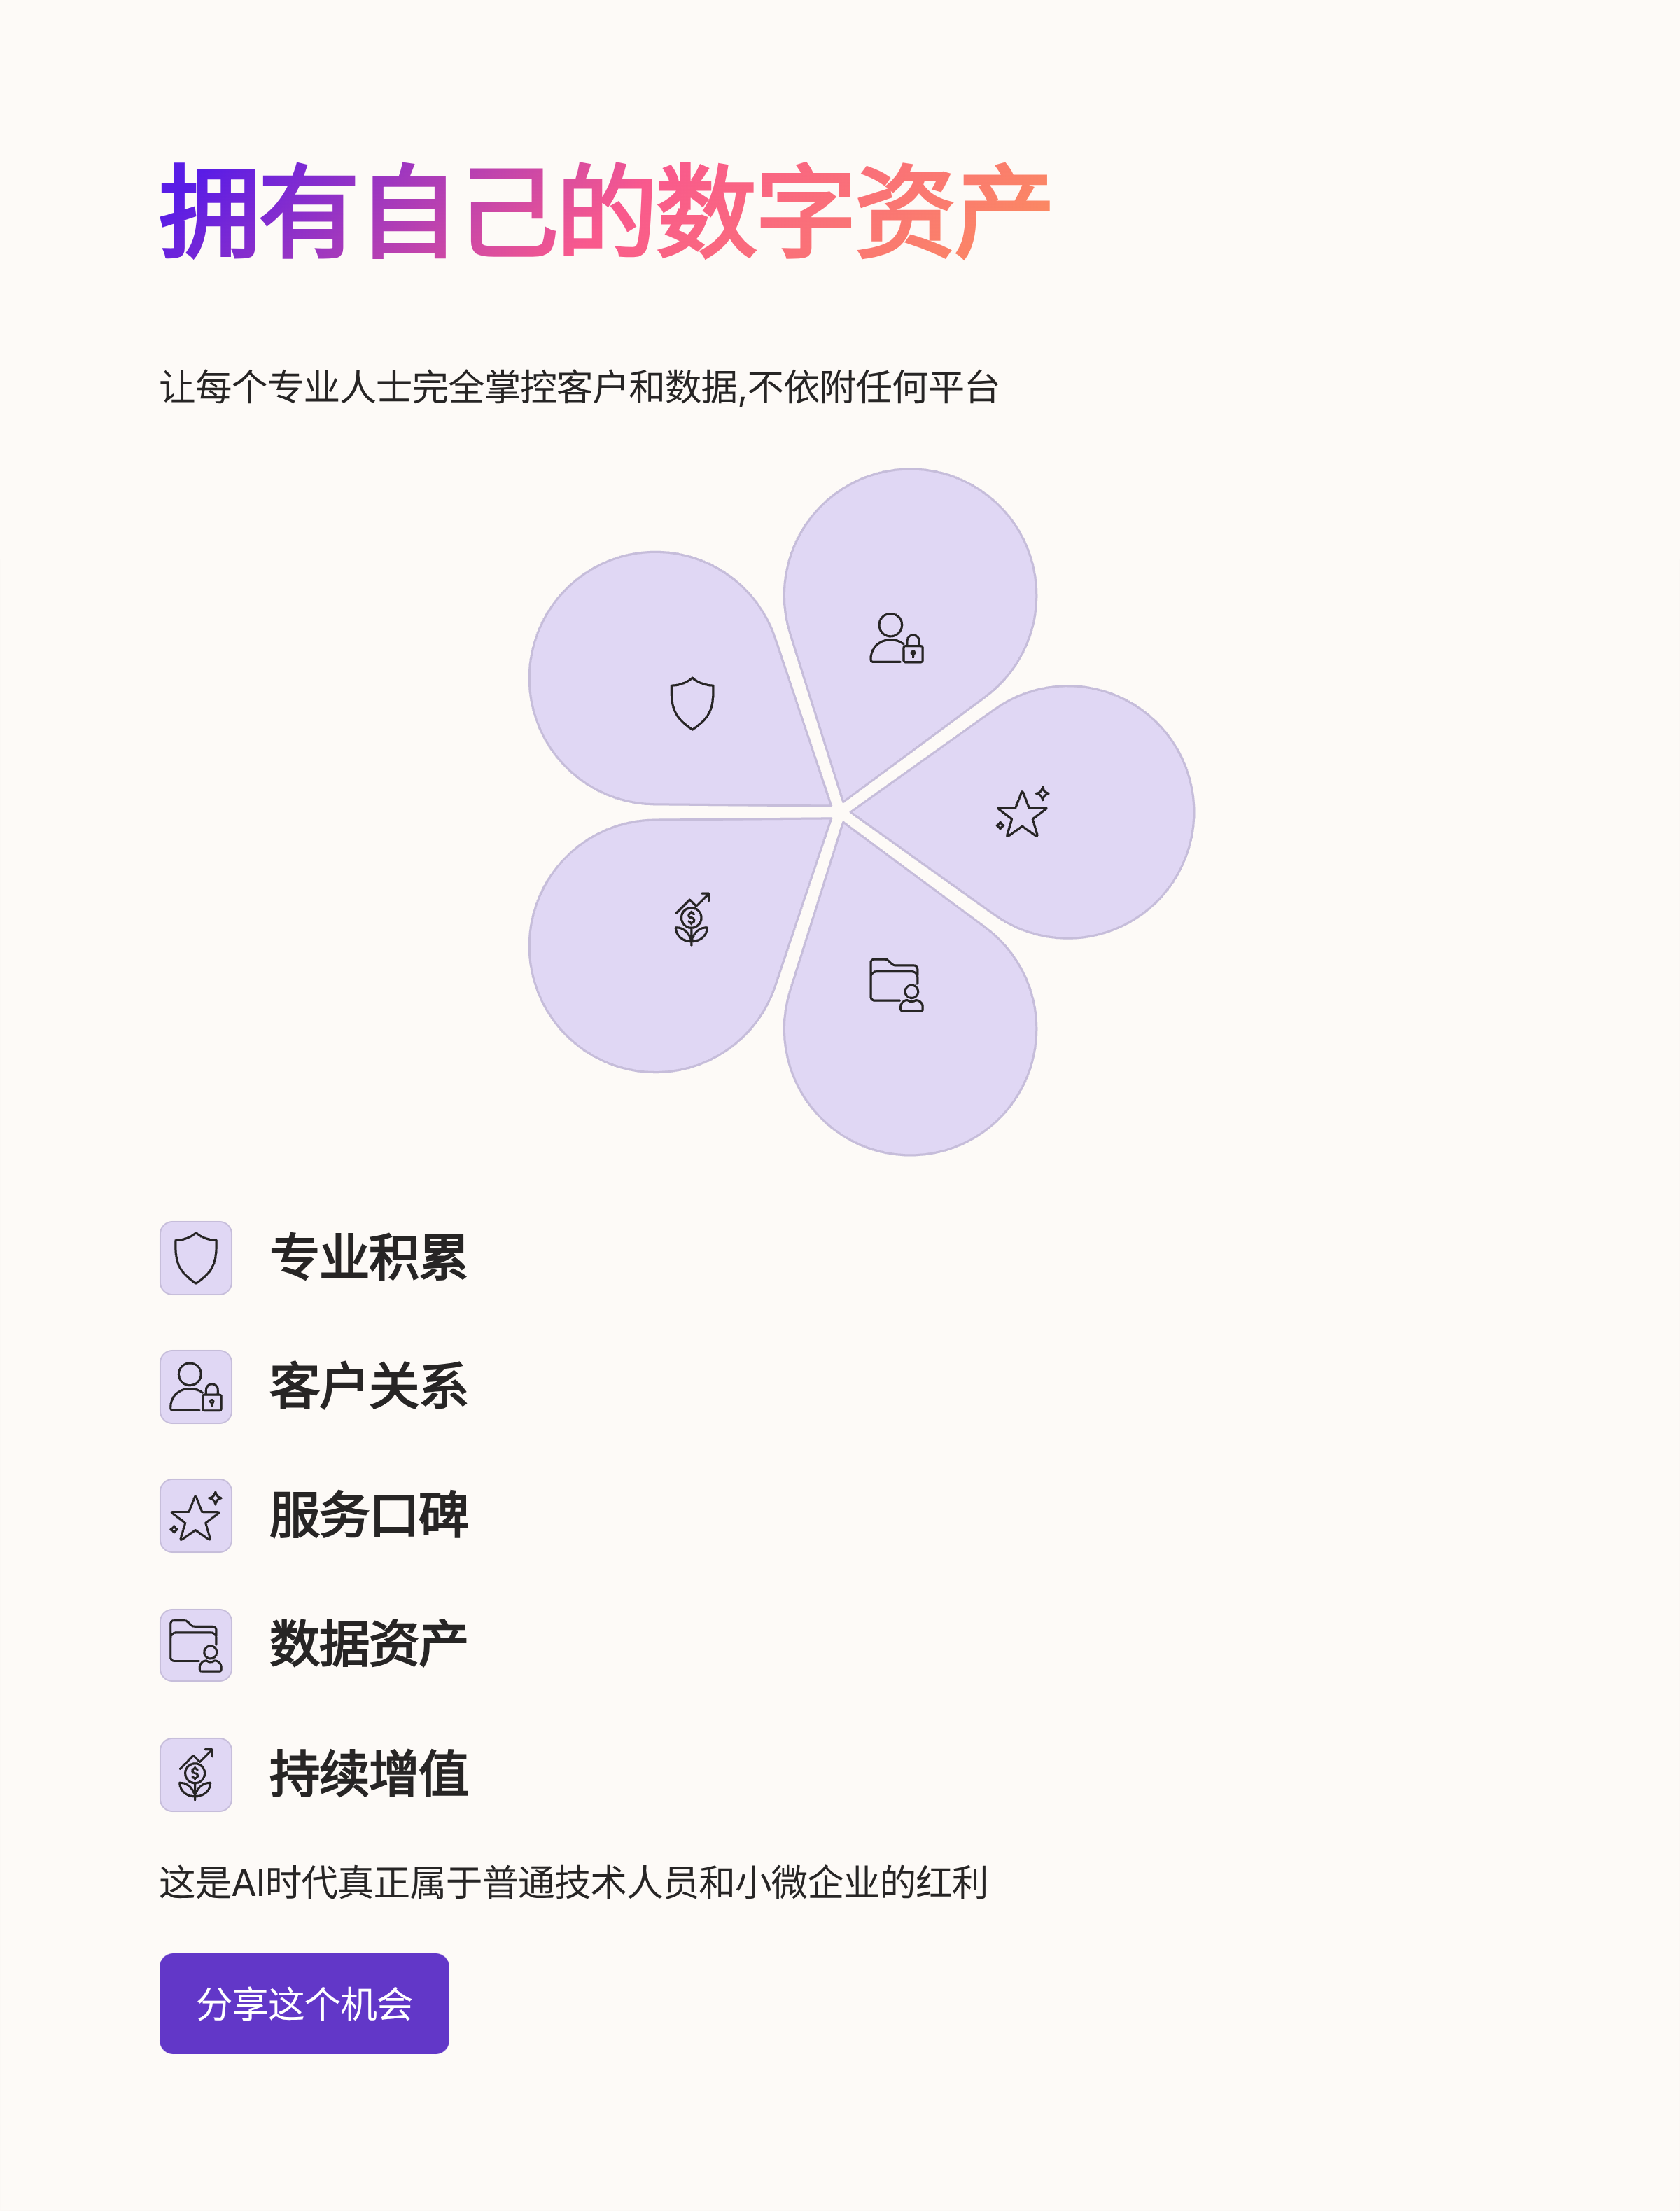 拥有自己的数字资产
让每个专业人士完全掌控客户和数据,不依附任何平台
专业积累
客户关系
服务口碑
数据资产
持续增值
这是AI时代真正属于普通技术人员和小微企业的红利
分享这个机会